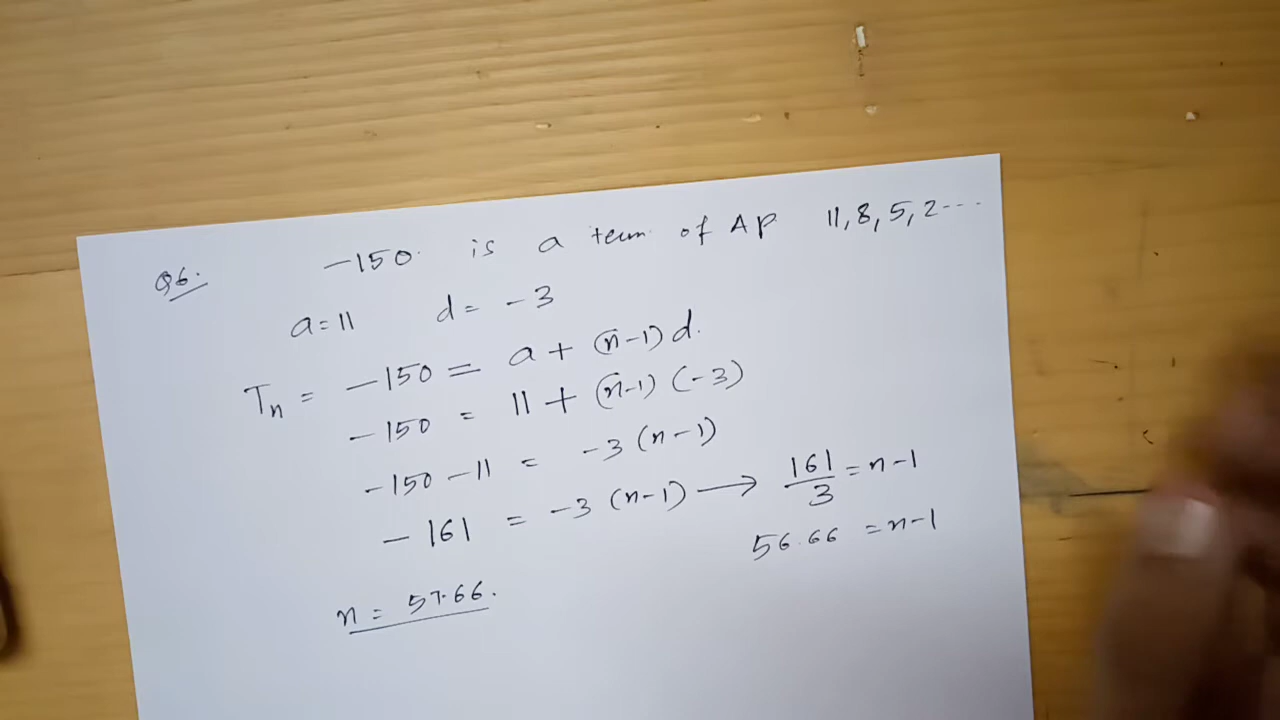 Q6. -150. is a term of AP 11, 8, 5, 2 ---
a = 11 d = -3
Tn = -150 = a + (n-1) d.
-150 = 11 + (n-1) (-3)
-150 - 11 = -3 (n-1)
-161 = -3 (n-1) → 161/3 = n-1
56.66 = n-1
n = 57.66.